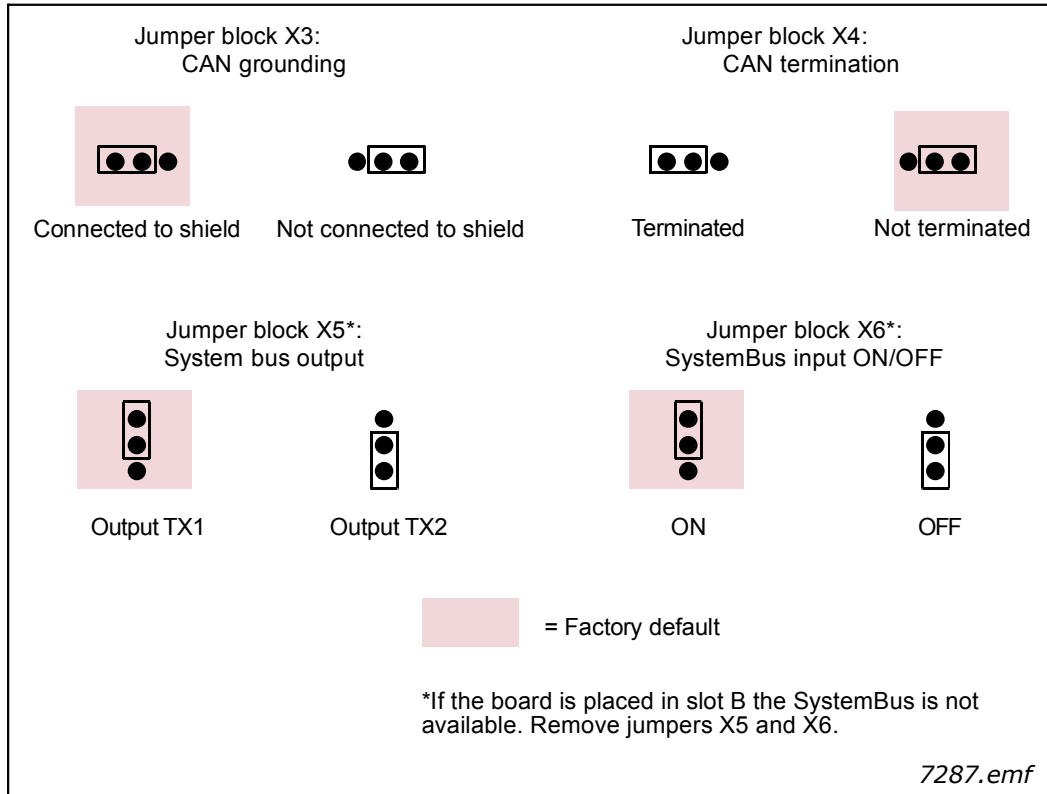 Jumper block X3:
CAN grounding
Jumper block X4:
CAN termination
Connected to shield
Not connected to shield
Terminated
Not terminated
Jumper block X5*:
System bus output
Jumper block X6*:
SystemBus input ON/OFF
Output TX1
Output TX2
ON
OFF
= Factory default
*If the board is placed in slot B the SystemBus is not
available. Remove jumpers X5 and X6.
7287.emf